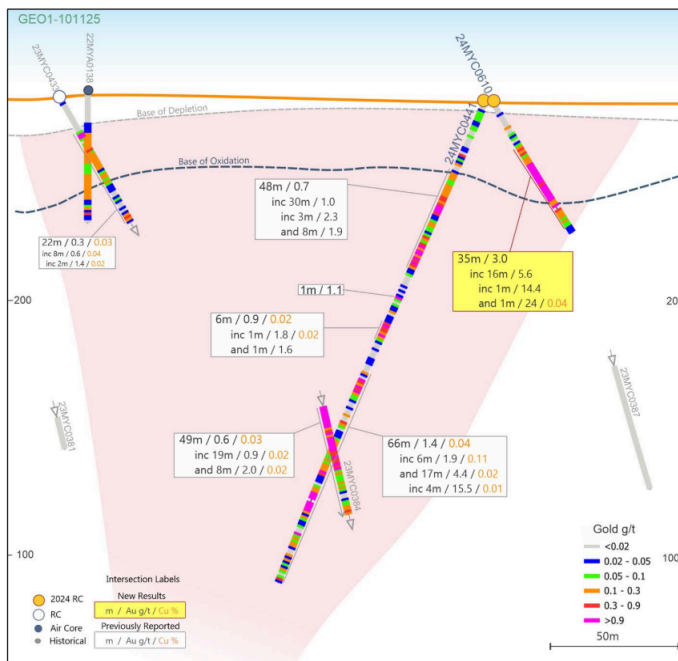 GEO1-101125
23MYC0433
22MYA0138
24MYC0610
24MYC0441
Base of Depletion
Base of Oxidation
48m / 0.7
inc 30m / 1.0
inc 3m / 2.3
and 8m / 1.9
22m / 0.3 / 0.03
inc 8m / 0.6 / 0.04
inc 2m / 1.4 / 0.02
35m / 3.0
inc 16m / 5.6
inc 1m / 14.4
and 1m / 24 / 0.04
1m / 1.1
200
20
6m / 0.9 / 0.02
inc 1m / 1.8 / 0.02
and 1m / 1.6
23MYC0381
23MYC0387
49m / 0.6 / 0.03
inc 19m / 0.9 / 0.02
and 8m / 2.0 / 0.02
23MYC0384
66m / 1.4 / 0.04
inc 6m / 1.9 / 0.11
and 17m / 4.4 / 0.02
inc 4m / 15.5 / 0.01
100
100
Gold g/t
<0.02
0.02 - 0.05
0.05 - 0.1
0.1 - 0.3
0.3 - 0.9
>0.9
50m
2024 RC
RC
Air Core
Historical
Intersection Labels
New Results
m / Au g/t / Cu %
Previously Reported
m / Au g/t / Cu %